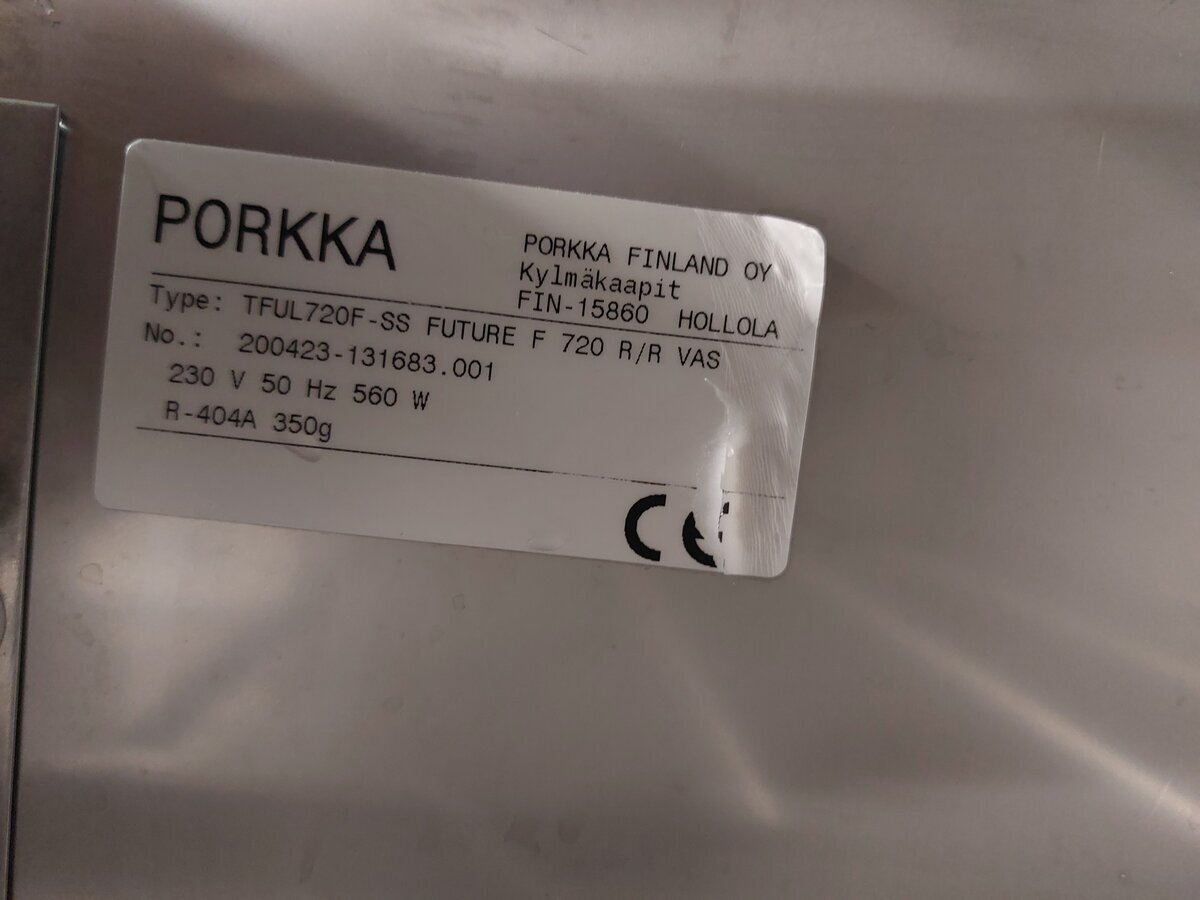 PORKKA
PORKKA FINLAND OY
Kylmäkaapit
FIN-15860 HOLLOLA
Type: TFUL720F-SS FUTURE F 720 R/R VAS
No.: 200423-131683.001
230 V 50 Hz 560 W
R-404A 350g
CE